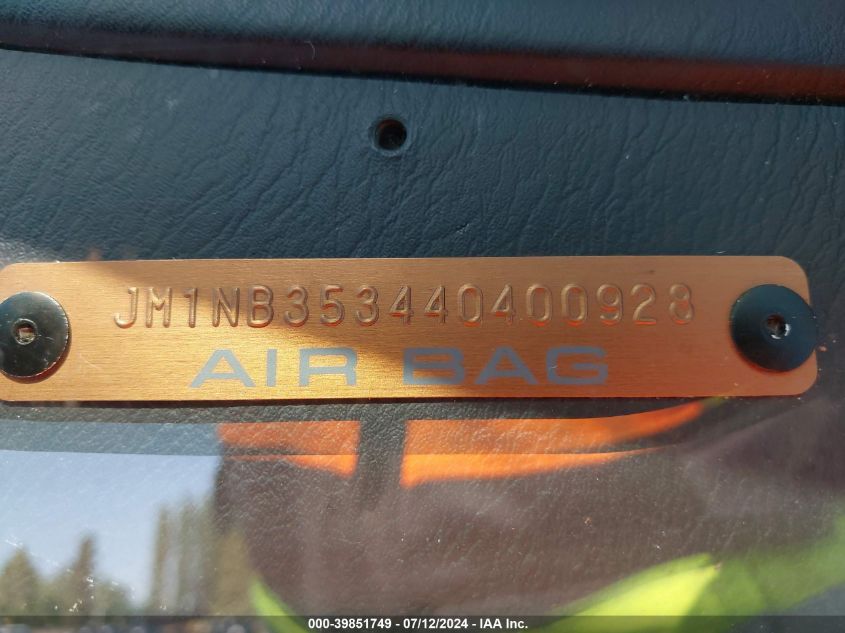 JM1NB353440400928
AIR BAG
000-39851749 / 07/12/2024 - IAA Inc.